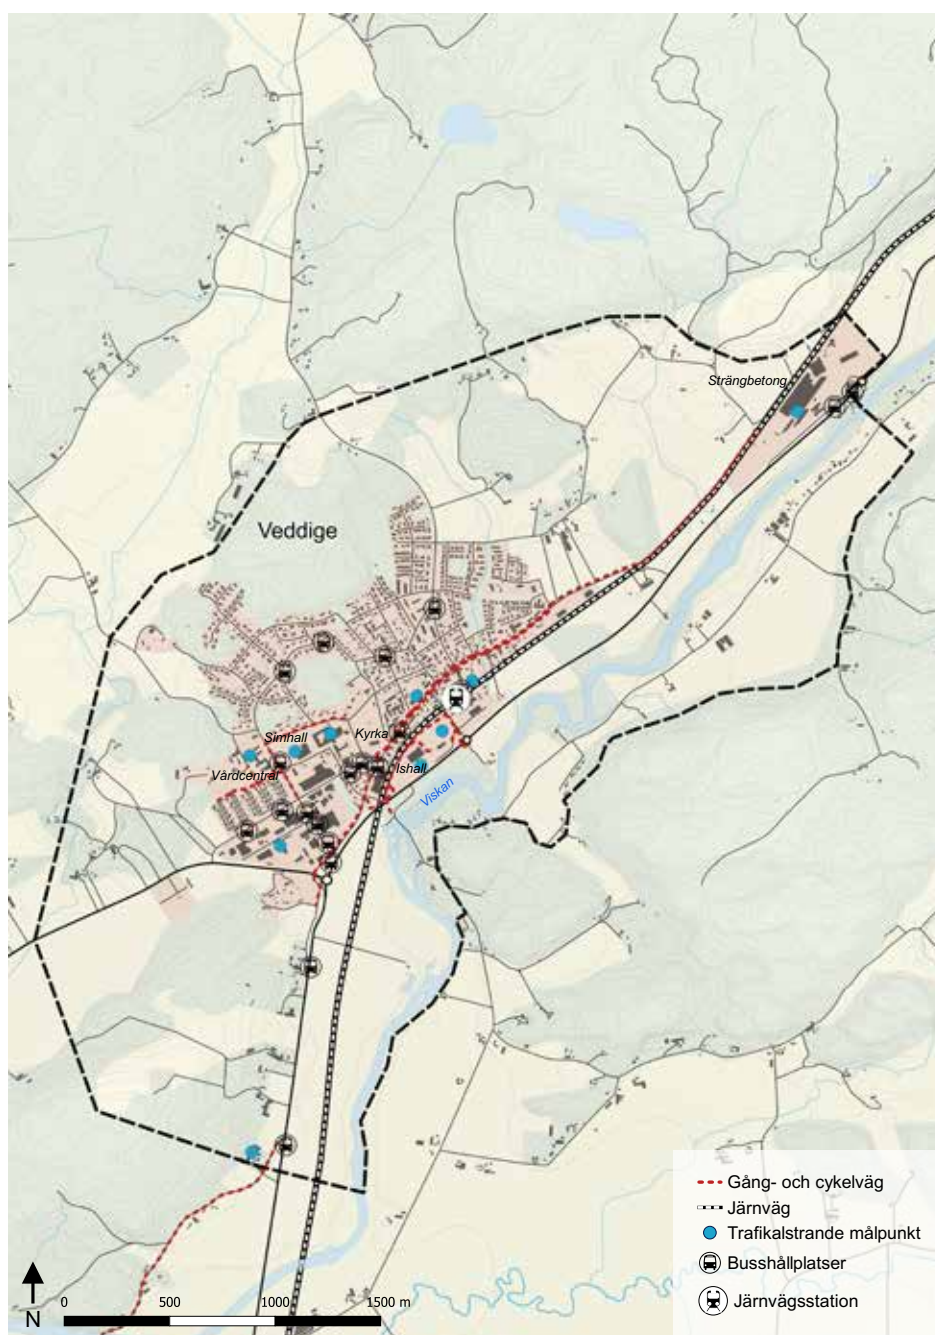 Strängbetong
Veddige
Simhall
Kyrka
Vårdcentral
Ishall
Viskan
Gång- och cykelväg
Järnväg
Trafikalstrande målpunkt
Busshållplatser
Järnvägsstation
0 500 1000 1500 m
N